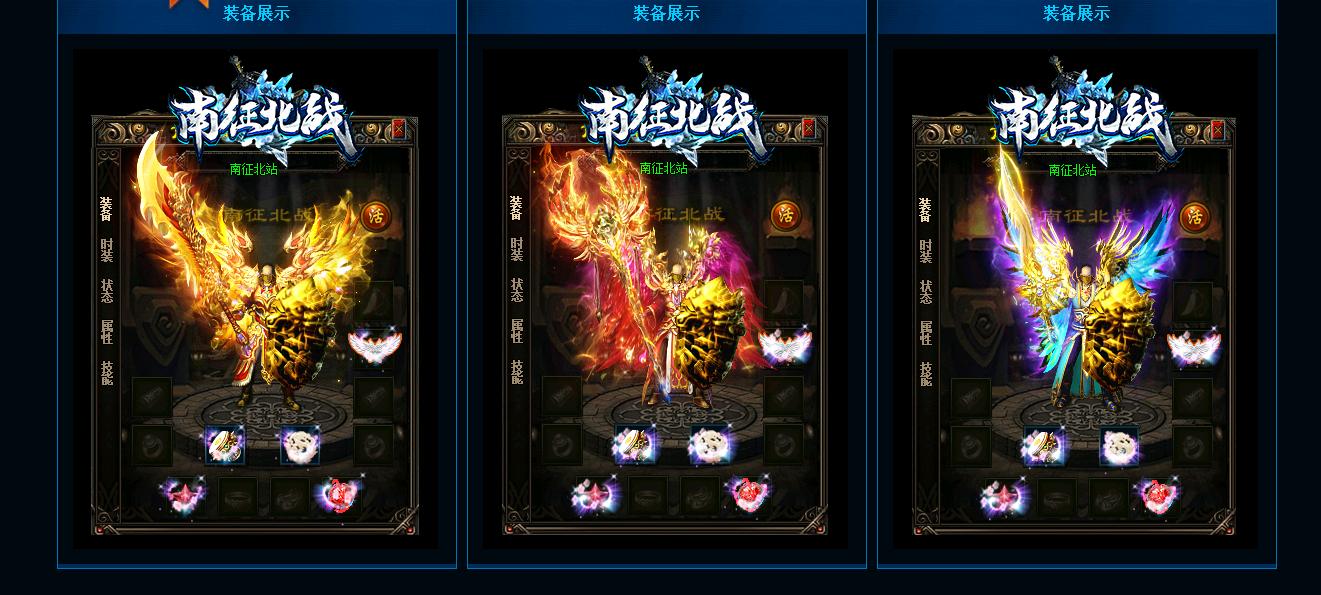 装备展示
南征北战
南征北站
南征北战
活
装备
时装
状态
属性
技能
装备展示
南征北战
南征北站
征北战
活
装备
时装
状态
属性
技能
装备展示
南征北战
南征北站
南征北战
活
装备
时装
状态
属性
技能